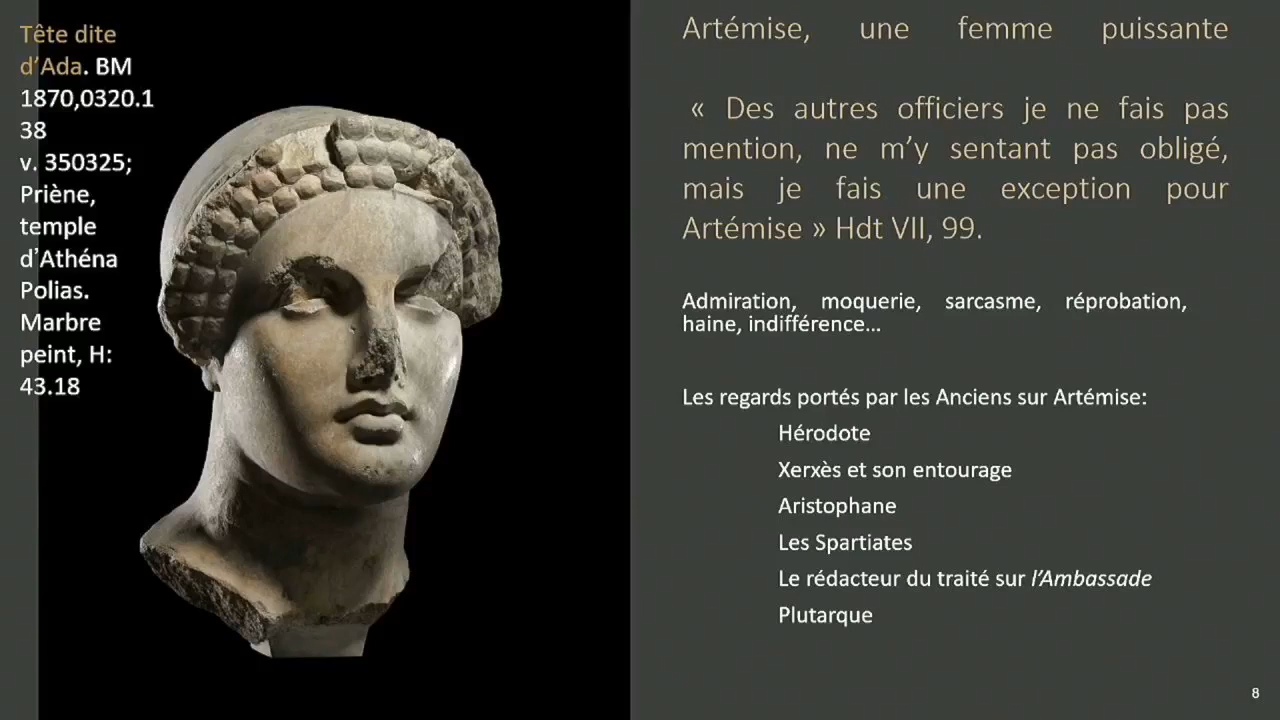 Tête dite
d'Ada. BM
1870,0320.1
38
v. 350325;
Priène,
temple
d'Athéna
Polias.
Marbre
peint, H:
43.18
Artémise, une femme puissante
« Des autres officiers je ne fais pas
mention, ne m'y sentant pas obligé,
mais je fais une exception pour
Artémise » Hdt VII, 99.
Admiration, moquerie, sarcasme, réprobation,
haine, indifférence…
Les regards portés par les Anciens sur Artémise:
Hérodote
Xerxès et son entourage
Aristophane
Les Spartiates
Le rédacteur du traité sur l'Ambassade
Plutarque
8